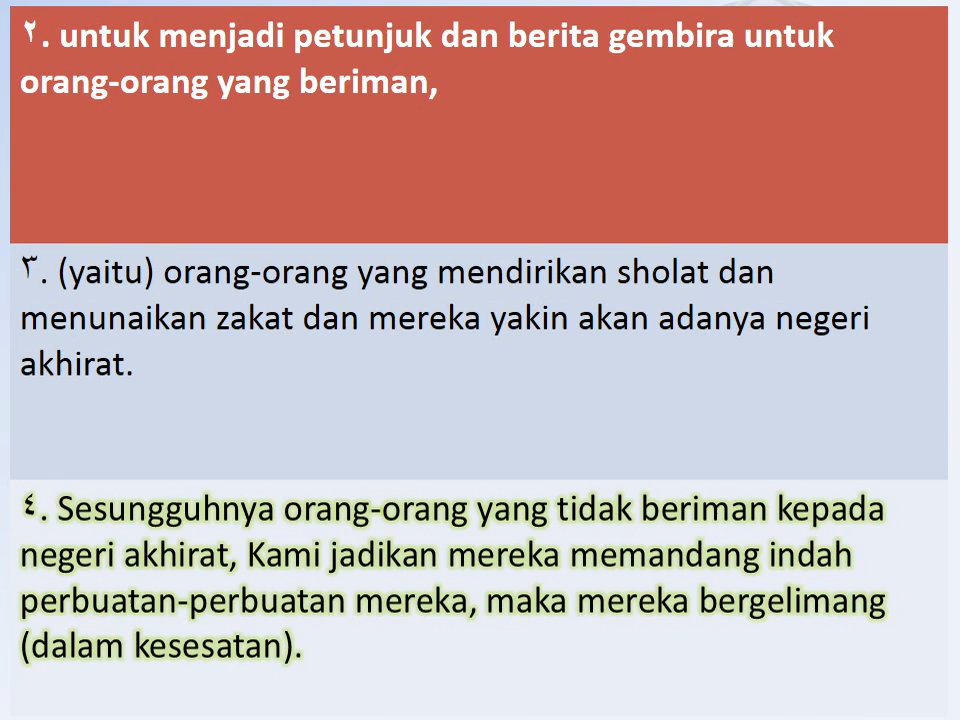 ٢. untuk menjadi petunjuk dan berita gembira untuk
orang-orang yang beriman,
٣. (yaitu) orang-orang yang mendirikan sholat dan
menunaikan zakat dan mereka yakin akan adanya negeri
akhirat.
٤. Sesungguhnya orang-orang yang tidak beriman kepada
negeri akhirat, Kami jadikan mereka memandang indah
perbuatan-perbuatan mereka, maka mereka bergelimang
(dalam kesesatan).